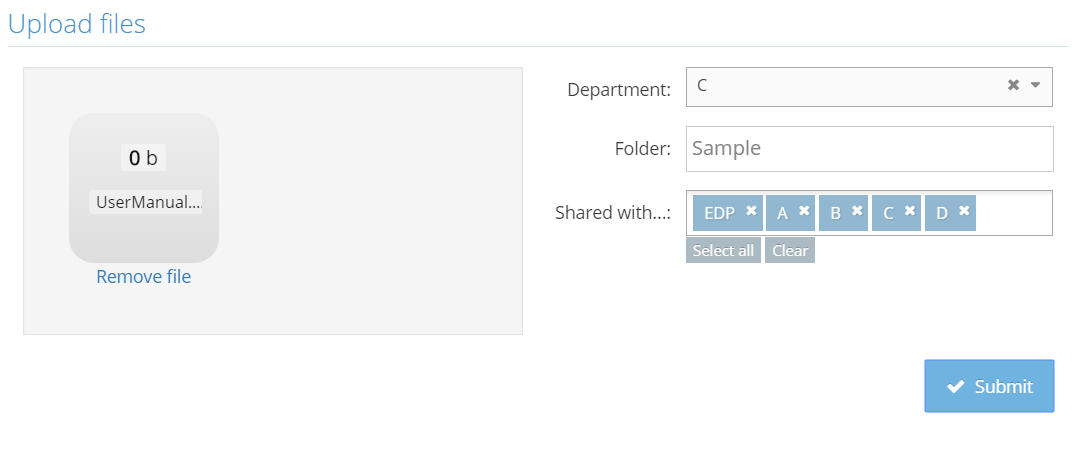 Upload files
0 b
UserManual....
Remove file
Department:
C
Folder:
Sample
Shared with...:
EDP A B C D
Select all Clear
Submit